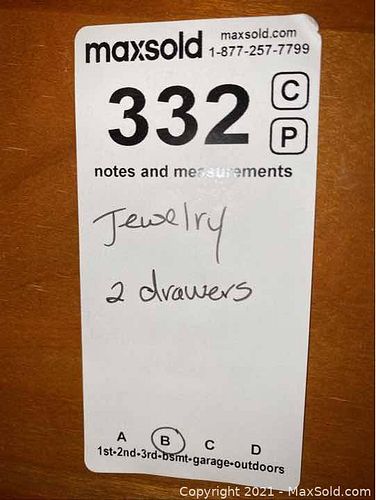 maxsold maxsold.com
1-877-257-7799
332 C
P
notes and measurements
Jewelry
2 drawers
A B C D
1st-2nd-3rd-bsmt-garage-outdoors
Copyright 2021 - MaxSold.com